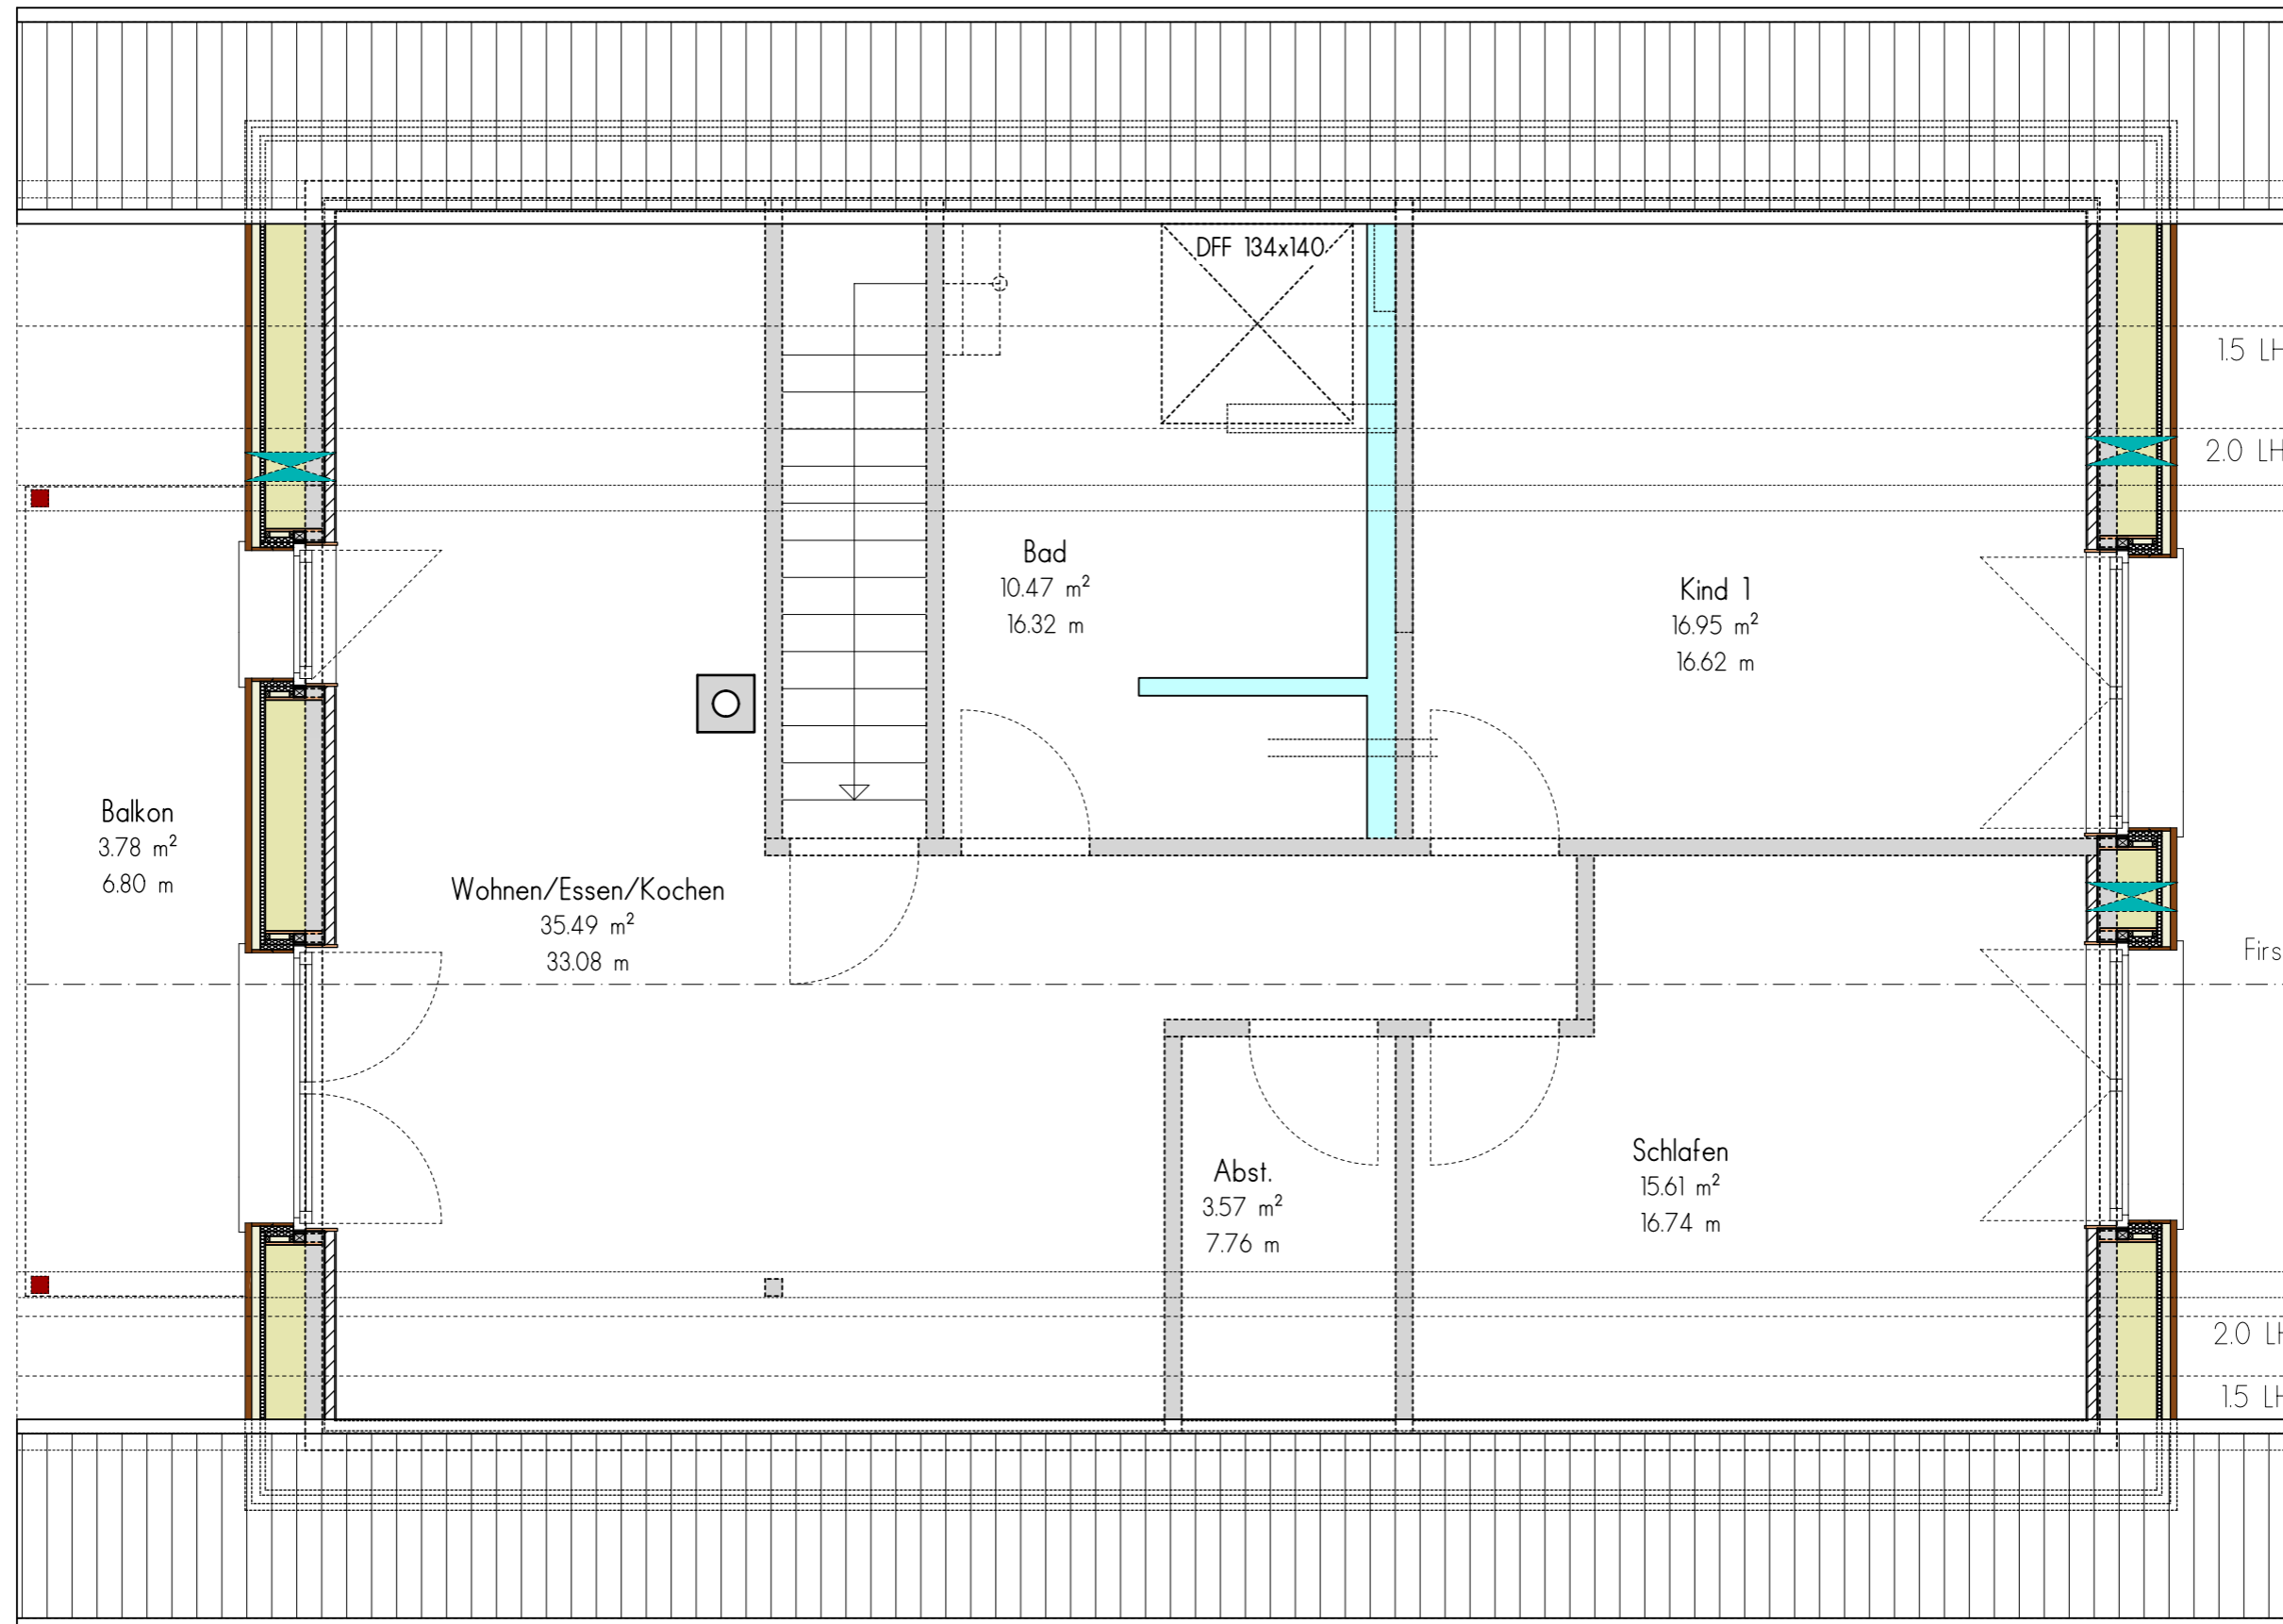 DFF 134x140
1.5 LH
2.0 LH
Bad
10.47 m²
16.32 m
Kind 1
16.95 m²
16.62 m
Balkon
3.78 m²
6.80 m
Wohnen/Essen/Kochen
35.49 m²
33.08 m
Firs
Abst.
3.57 m²
7.76 m
Schlafen
15.61 m²
16.74 m
2.0 LH
1.5 LH